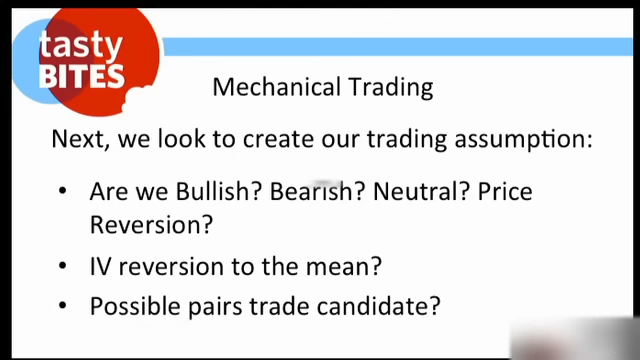 tasty
BITES
Mechanical Trading
Next, we look to create our trading assumption:
• Are we Bullish? Bearish? Neutral? Price
Reversion?
• IV reversion to the mean?
• Possible pairs trade candidate?